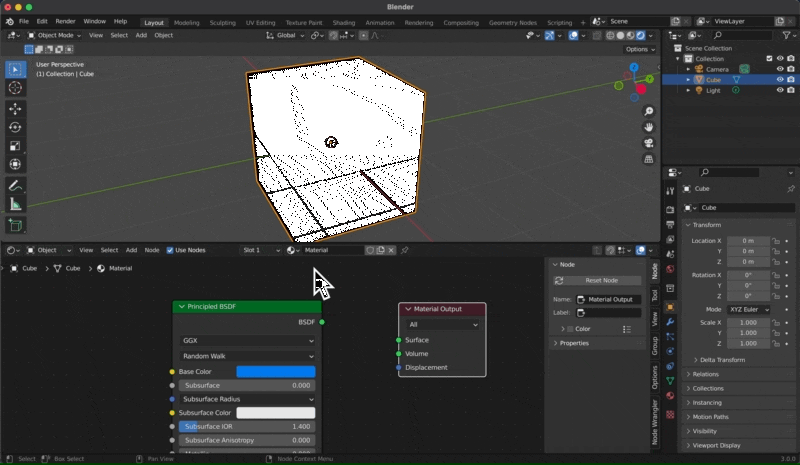 Blender
File Edit Render Window Help
Layout Modeling Sculpting UV Editing Texture Paint Shading Animation Rendering Compositing Geometry Nodes Scripting +
Scene
ViewLayer
Object Mode View Select Add Object
Global
Options
User Perspective
(1) Collection | Cube
Scene Collection
Collection
Camera
Cube
Light
Cube
Cube
Transform
Location X 0 m
Y 0 m
Z 0 m
Rotation X 0°
Y 0°
Z 0°
Mode XYZ Euler
Scale X 1.000
Y 1.000
Z 1.000
Delta Transform
Relations
Collections
Instancing
Motion Paths
Visibility
Viewport Display
Object View Select Add Node Use Nodes Slot 1 Material
Cube Cube Material
Principled BSDF
BSDF
GGX
Random Walk
Base Color
Subsurface 0.000
Subsurface Radius
Subsurface Color
Subsurface IOR 1.400
Subsurface Anisotropy 0.000
Material Output
All
Surface
Volume
Displacement
Node
Reset Node
Name: Material Output
Label:
Color
Properties
Node
Tool
View
Group
Options
Node Wrangler
Select Box Select Pan View Node Context Menu
3.0.0